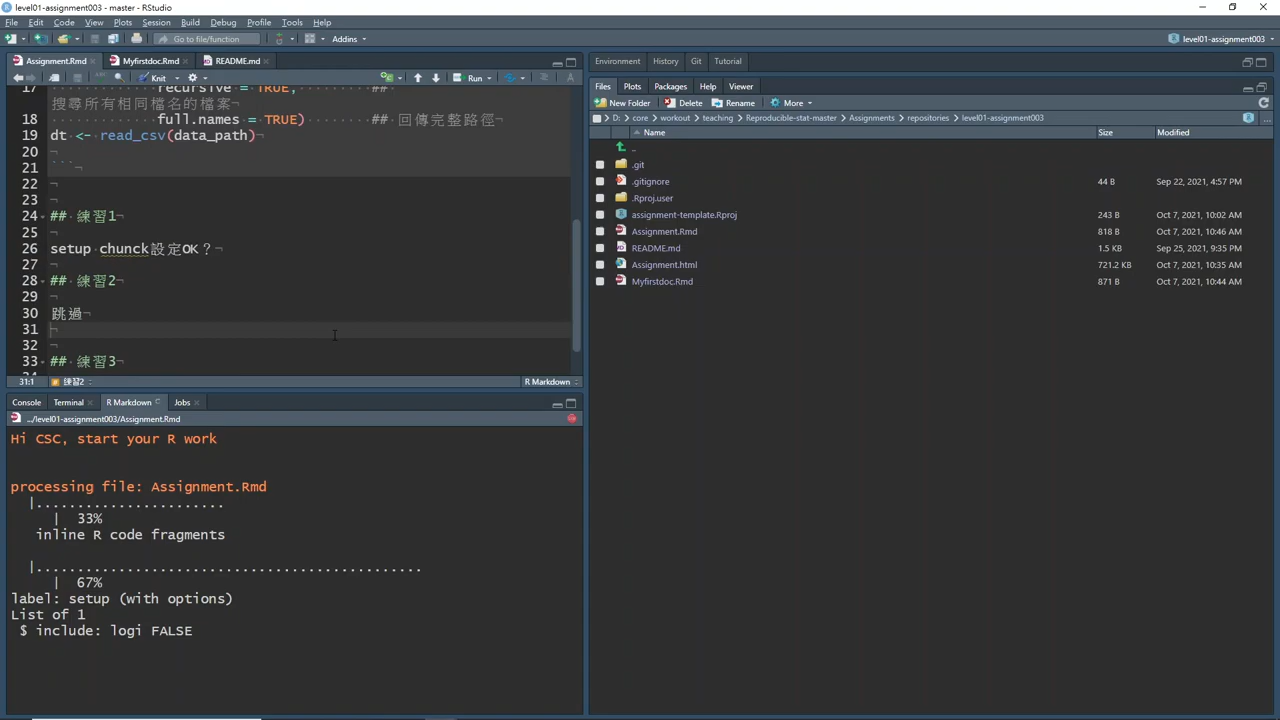 level01-assignment003 - master - RStudio
File Edit Code View Plots Session Build Debug Profile Tools Help
Go to file/function Addins level01-assignment003
Assignment.Rmd Myfirstdoc.Rmd README.md
Knit Run
17 recursive = TRUE, ##
搜尋所有相同檔名的檔案
18 full.names = TRUE) ## 回傳完整路徑
19 dt <- read_csv(data_path)
20
21 ```
22
23
24 ## 練習1
25
26 setup chunck設定OK？
27
28 ## 練習2
29
30 跳過
31
32
33 ## 練習3
31:1 練習2 R Markdown
Console Terminal R Markdown Jobs
.../level01-assignment003/Assignment.Rmd
Hi CSC, start your R work
processing file: Assignment.Rmd
|.......................
| 33%
inline R code fragments
|...............................................
| 67%
label: setup (with options)
List of 1
$ include: logi FALSE
Environment History Git Tutorial
Files Plots Packages Help Viewer
New Folder Delete Rename More
D: core workout teaching Reproducible-stat-master Assignments repositories level01-assignment003 ...
Name Size Modified
..
.git
.gitignore 44 B Sep 22, 2021, 4:57 PM
.Rproj.user
assignment-template.Rproj 243 B Oct 7, 2021, 10:02 AM
Assignment.Rmd 818 B Oct 7, 2021, 10:46 AM
README.md 1.5 KB Sep 25, 2021, 9:35 PM
Assignment.html 721.2 KB Oct 7, 2021, 10:35 AM
Myfirstdoc.Rmd 871 B Oct 7, 2021, 10:44 AM